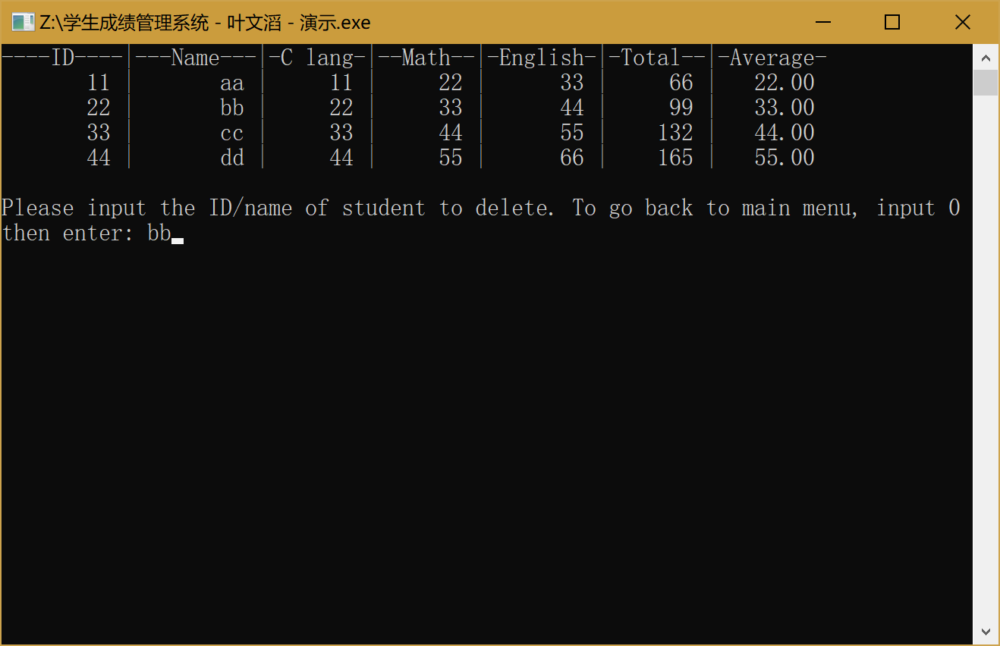 Z:\学生成绩管理系统 - 叶文滔 - 演示.exe
----ID----|---Name---|-C lang-|--Math--|-English-|-Total--|-Average-
11 | aa | 11 | 22 | 33 | 66 | 22.00
22 | bb | 22 | 33 | 44 | 99 | 33.00
33 | cc | 33 | 44 | 55 | 132 | 44.00
44 | dd | 44 | 55 | 66 | 165 | 55.00
Please input the ID/name of student to delete. To go back to main menu, input 0
then enter: bb